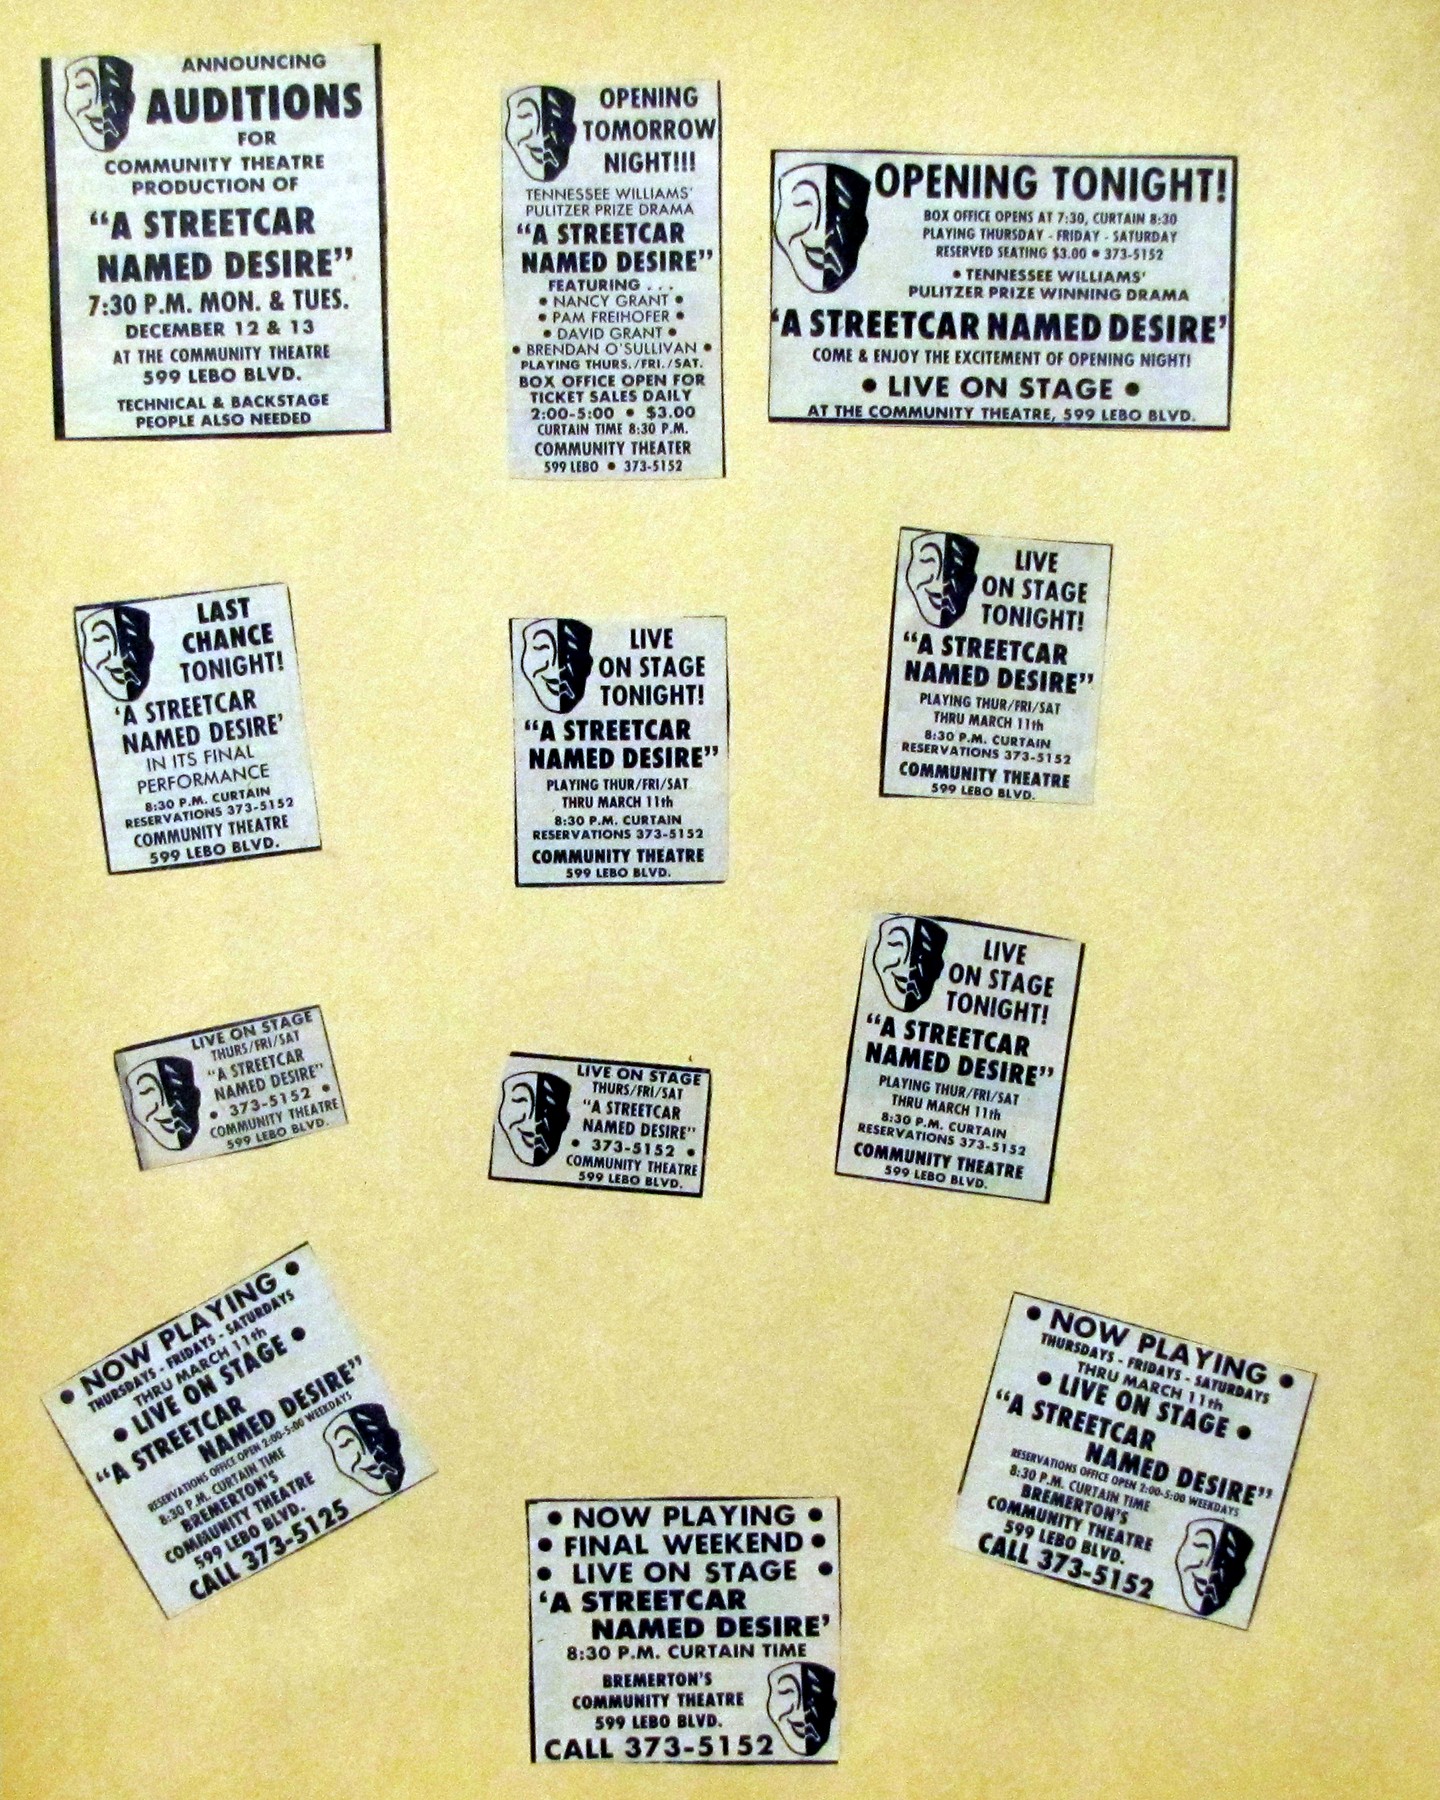 ANNOUNCING
AUDITIONS
FOR
COMMUNITY THEATRE
PRODUCTION OF
“A STREETCAR
NAMED DESIRE”
7:30 P.M. MON. & TUES.
DECEMBER 12 & 13
AT THE COMMUNITY THEATRE
599 LEBO BLVD.
TECHNICAL & BACKSTAGE
PEOPLE ALSO NEEDED
OPENING
TOMORROW
NIGHT!!!
TENNESSEE WILLIAMS'
PULITZER PRIZE DRAMA
“A STREETCAR
NAMED DESIRE”
FEATURING . . .
• NANCY GRANT •
• PAM FREIHOFER •
• DAVID GRANT •
• BRENDAN O'SULLIVAN •
PLAYING THURS./FRI./SAT.
BOX OFFICE OPEN FOR
TICKET SALES DAILY
2:00-5:00 • $3.00
CURTAIN TIME 8:30 P.M.
COMMUNITY THEATER
599 LEBO • 373-5152
OPENING TONIGHT!
BOX OFFICE OPENS AT 7:30, CURTAIN 8:30
PLAYING THURSDAY - FRIDAY - SATURDAY
RESERVED SEATING $3.00 • 373-5152
• TENNESSEE WILLIAMS'
PULITZER PRIZE WINNING DRAMA
'A STREETCAR NAMED DESIRE'
COME & ENJOY THE EXCITEMENT OF OPENING NIGHT!
• LIVE ON STAGE •
AT THE COMMUNITY THEATRE, 599 LEBO BLVD.
LAST
CHANCE
TONIGHT!
'A STREETCAR
NAMED DESIRE'
IN ITS FINAL
PERFORMANCE
8:30 P.M. CURTAIN
RESERVATIONS 373-5152
COMMUNITY THEATRE
599 LEBO BLVD.
LIVE
ON STAGE
TONIGHT!
“A STREETCAR
NAMED DESIRE”
PLAYING THUR/FRI/SAT
THRU MARCH 11th
8:30 P.M. CURTAIN
RESERVATIONS 373-5152
COMMUNITY THEATRE
599 LEBO BLVD.
LIVE
ON STAGE
TONIGHT!
“A STREETCAR
NAMED DESIRE”
PLAYING THUR/FRI/SAT
THRU MARCH 11th
8:30 P.M. CURTAIN
RESERVATIONS 373-5152
COMMUNITY THEATRE
599 LEBO BLVD.
LIVE ON STAGE
THURS/FRI/SAT
“A STREETCAR
NAMED DESIRE”
• 373-5152 •
COMMUNITY THEATRE
599 LEBO BLVD.
LIVE ON STAGE
THURS/FRI/SAT
“A STREETCAR
NAMED DESIRE”
• 373-5152 •
COMMUNITY THEATRE
599 LEBO BLVD.
LIVE
ON STAGE
TONIGHT!
“A STREETCAR
NAMED DESIRE”
PLAYING THUR/FRI/SAT
THRU MARCH 11th
8:30 P.M. CURTAIN
RESERVATIONS 373-5152
COMMUNITY THEATRE
599 LEBO BLVD.
• NOW PLAYING •
THURSDAYS - FRIDAYS - SATURDAYS
THRU MARCH 11th
• LIVE ON STAGE •
“A STREETCAR
NAMED DESIRE”
RESERVATIONS OFFICE OPEN 2:00-5:00 WEEKDAYS
8:30 P.M. CURTAIN TIME
BREMERTON'S
COMMUNITY THEATRE
599 LEBO BLVD.
CALL 373-5125
• NOW PLAYING •
• FINAL WEEKEND •
• LIVE ON STAGE •
'A STREETCAR
NAMED DESIRE'
8:30 P.M. CURTAIN TIME
BREMERTON'S
COMMUNITY THEATRE
599 LEBO BLVD.
CALL 373-5152
• NOW PLAYING •
THURSDAYS - FRIDAYS - SATURDAYS
THRU MARCH 11th
• LIVE ON STAGE •
“A STREETCAR
NAMED DESIRE”
RESERVATIONS OFFICE OPEN 2:00-5:00 WEEKDAYS
8:30 P.M. CURTAIN TIME
BREMERTON'S
COMMUNITY THEATRE
599 LEBO BLVD.
CALL 373-5152